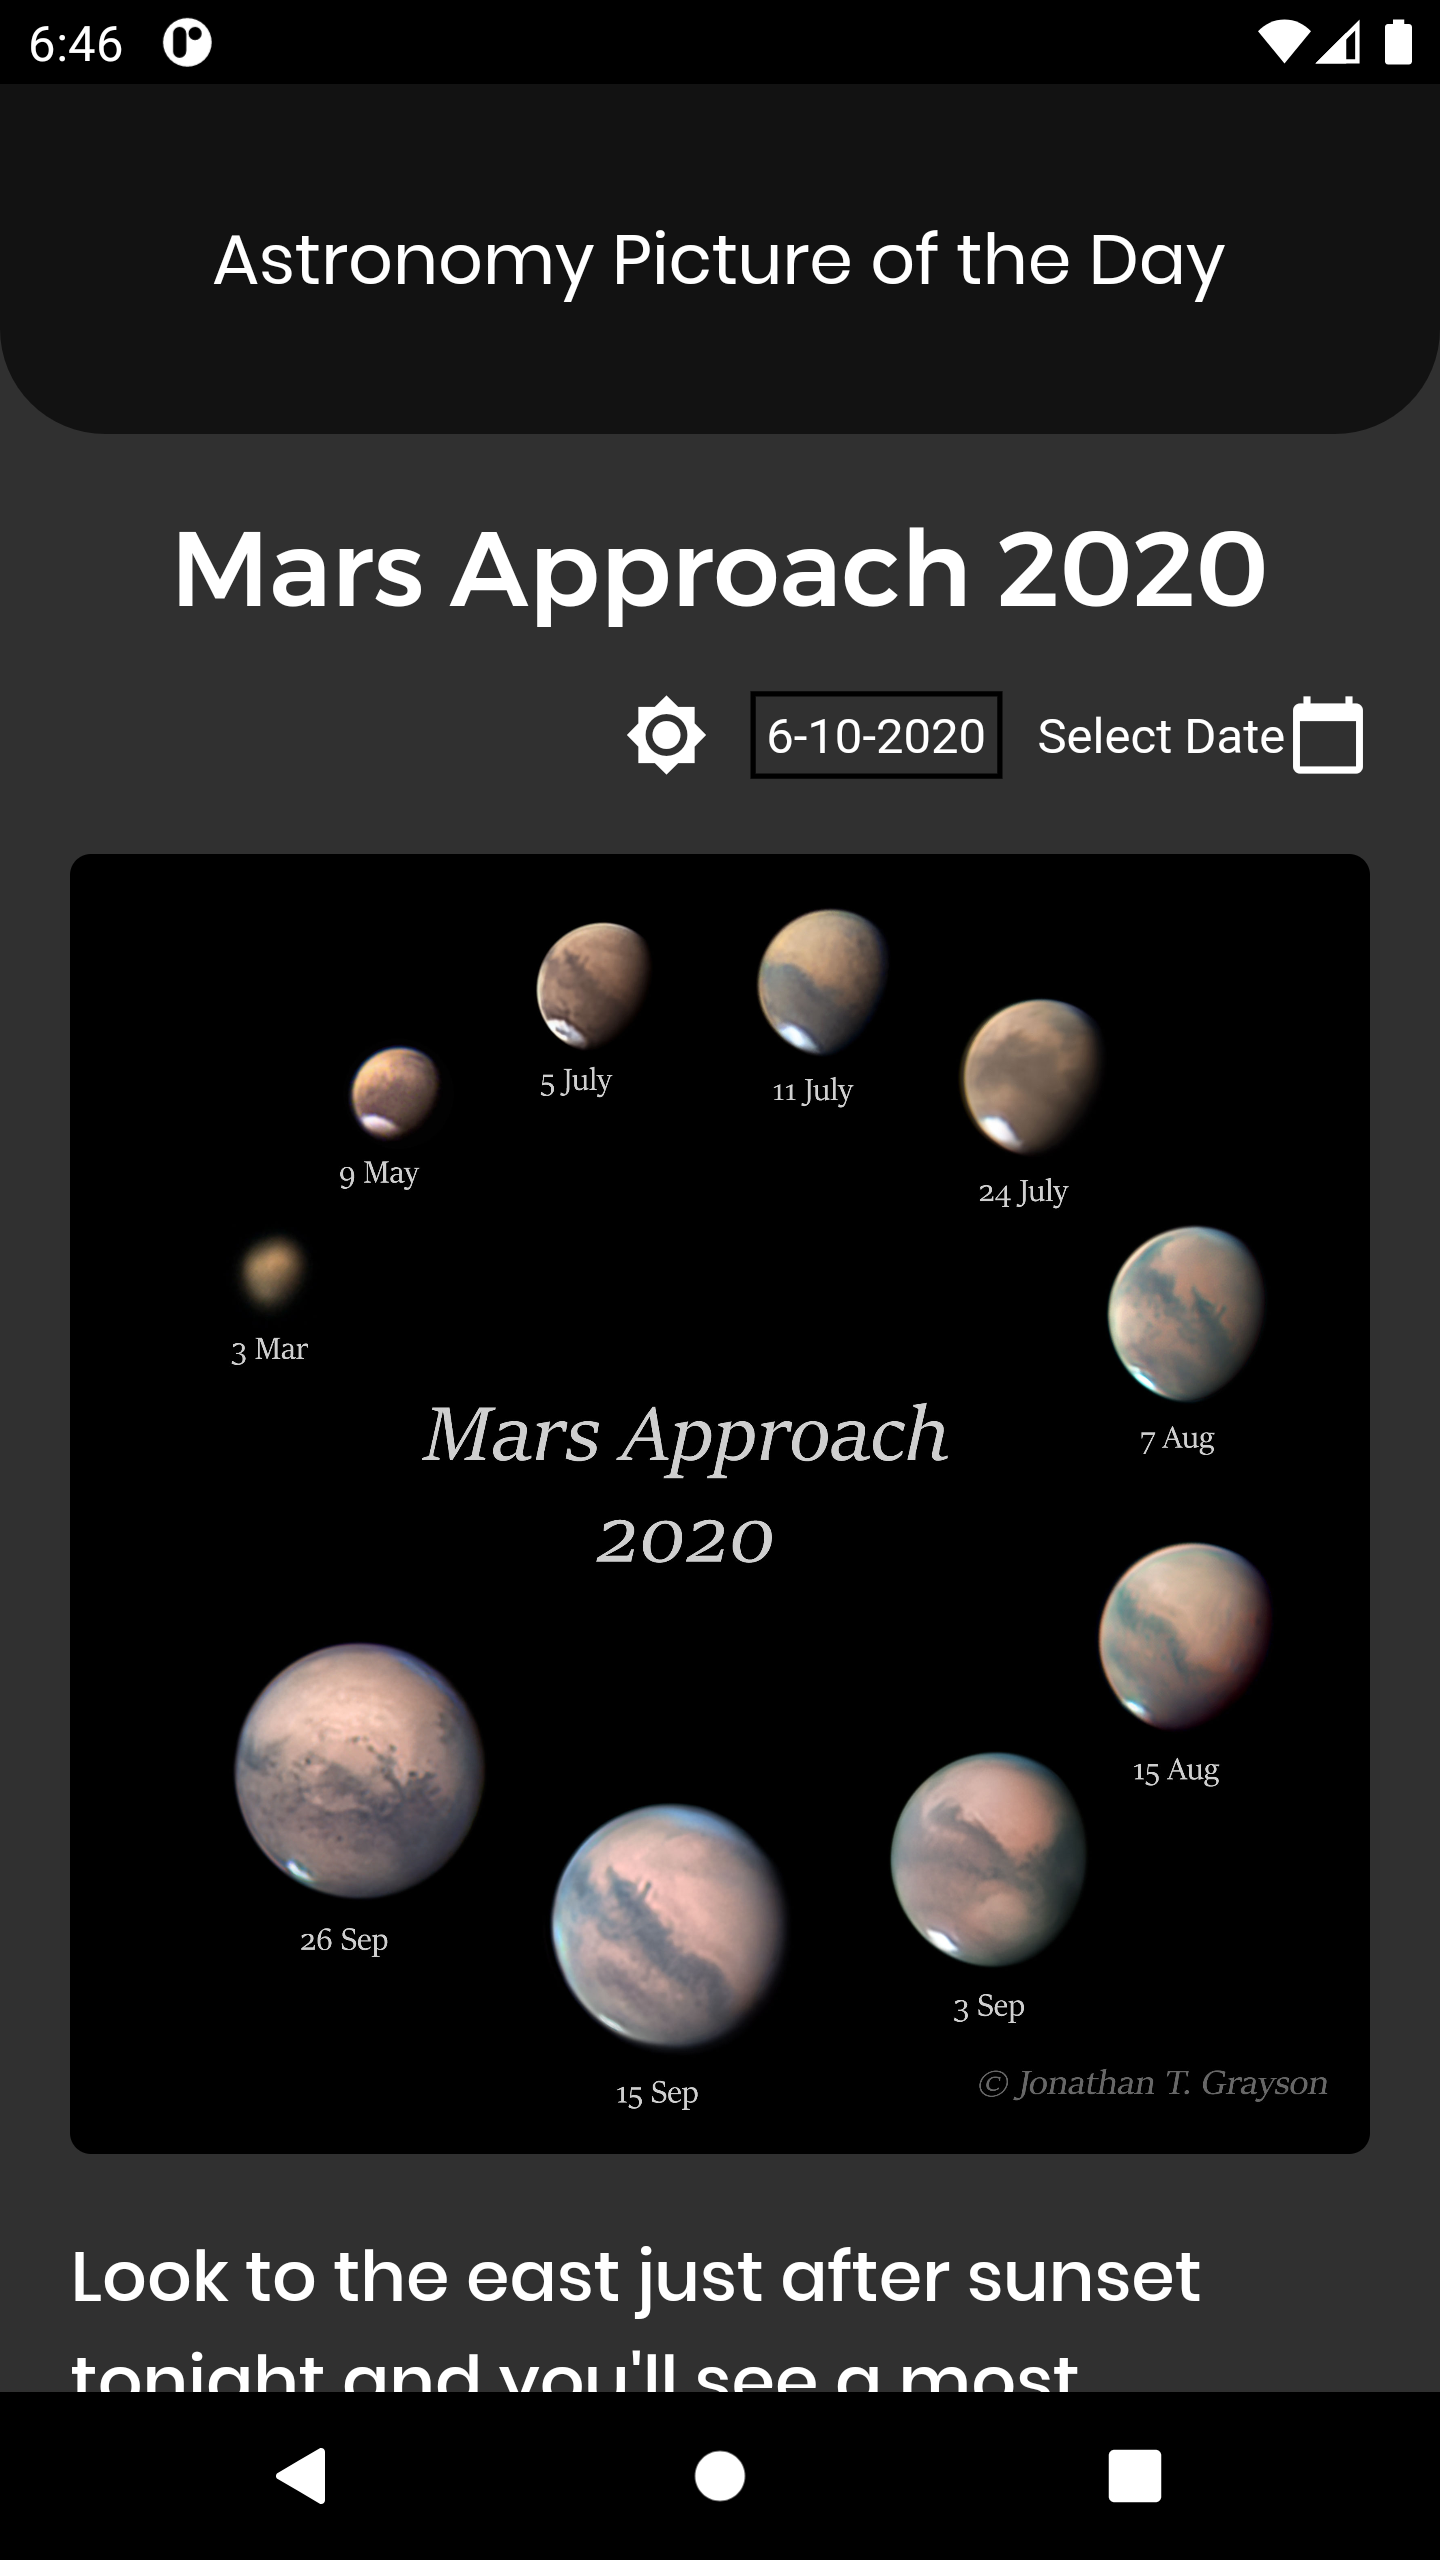 6:46
Astronomy Picture of the Day
Mars Approach 2020
6-10-2020 Select Date
5 July
11 July
9 May
24 July
3 Mar
Mars Approach
2020
7 Aug
15 Aug
26 Sep
3 Sep
15 Sep
© Jonathan T. Grayson
Look to the east just after sunset
tonight and you'll see a most